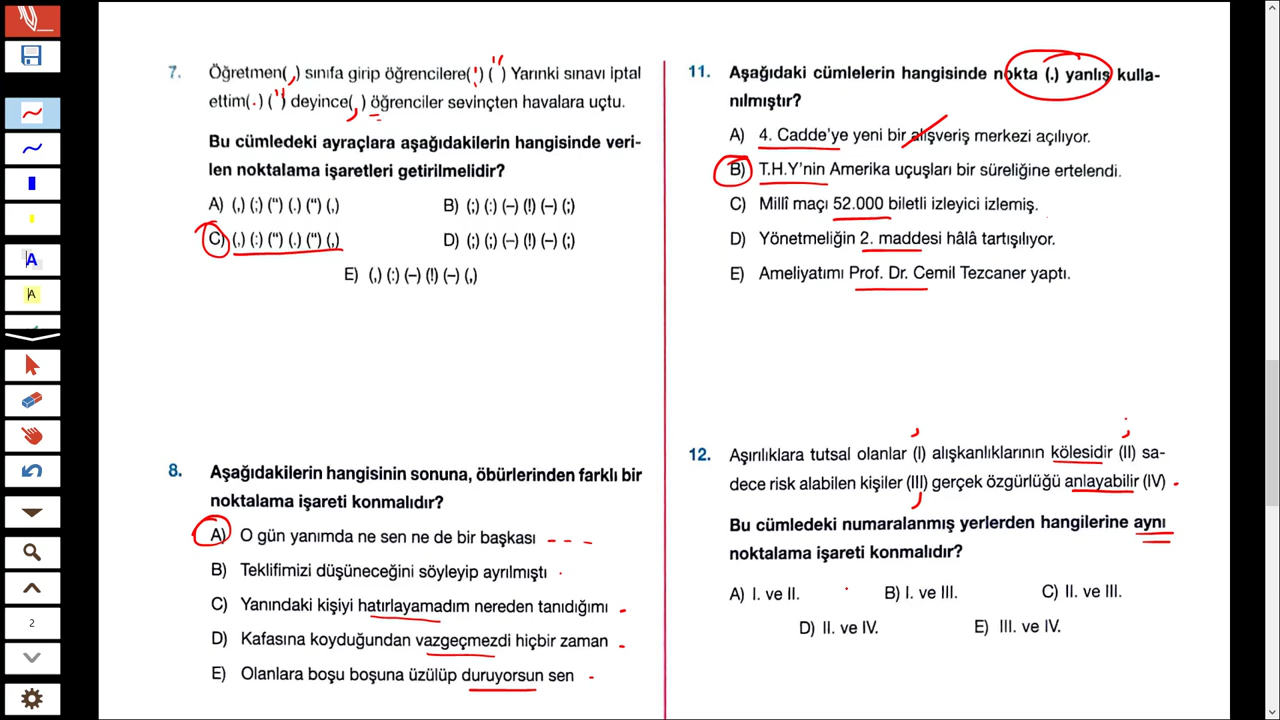 7. Öğretmen(,) sınıfa girip öğrencilere(:) (") Yarınki sınavı iptal
ettim(.) (") deyince(,) öğrenciler sevinçten havalara uçtu.
Bu cümledeki ayraçlara aşağıdakilerin hangisinde veri-
len noktalama işaretleri getirilmelidir?
A) (,) (:) (“) (.) (“) (,)
B) (;) (:) (–) (!) (–) (;)
C) (,) (:) (“) (.) (“) (,)
D) (;) (;) (–) (!) (–) (;)
E) (,) (:) (–) (!) (–) (,)
8. Aşağıdakilerin hangisinin sonuna, öbürlerinden farklı bir
noktalama işareti konmalıdır?
A) O gün yanımda ne sen ne de bir başkası ...
B) Teklifimizi düşüneceğini söyleyip ayrılmıştı .
C) Yanındaki kişiyi hatırlayamadım nereden tanıdığımı .
D) Kafasına koyduğundan vazgeçmezdi hiçbir zaman .
E) Olanlara boşu boşuna üzülüp duruyorsun sen .
11. Aşağıdaki cümlelerin hangisinde nokta (.) yanlış kulla-
nılmıştır?
A) 4. Cadde’ye yeni bir alışveriş merkezi açılıyor.
B) T.H.Y’nin Amerika uçuşları bir süreliğine ertelendi.
C) Millî maçı 52.000 biletli izleyici izlemiş.
D) Yönetmeliğin 2. maddesi hâlâ tartışılıyor.
E) Ameliyatımı Prof. Dr. Cemil Tezcaner yaptı.
, ;
12. Aşırılıklara tutsal olanlar (I) alışkanlıklarının kölesidir (II) sa-
dece risk alabilen kişiler (III) gerçek özgürlüğü anlayabilir (IV) .
,
Bu cümledeki numaralanmış yerlerden hangilerine aynı
noktalama işareti konmalıdır?
A) I. ve II.
B) I. ve III.
C) II. ve III.
D) II. ve IV.
E) III. ve IV.
A
A
2